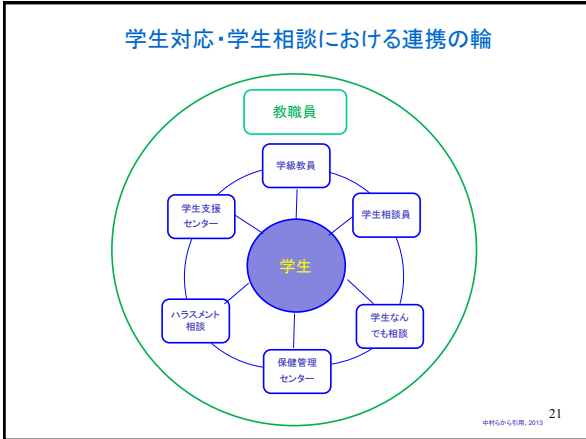 学生対応・学生相談における連携の輪
教職員
学級教員
学生支援
センター
学生相談員
学生
ハラスメント
相談
学生なん
でも相談
保健管理
センター
中村らから引用、2013
21